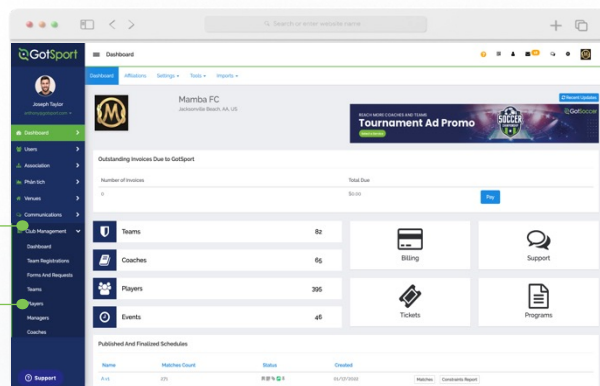 Search or enter website name
GotSport
Dashboard
Joseph Taylor
Dashboard
Affiliations
Settings
Tools
Imports
Recent Updates
Mamba FC
Jacksonville Beach, AA, US
REACH MORE COACHES AND TEAMS
Tournament Ad Promo
SOCCER
8v8
GotSoccer
Dashboard
Users
Association
Phân tích
Venues
Communications
Club Management
Dashboard
Team Registrations
Forms And Requests
Teams
Players
Managers
Coaches
Support
Outstanding Invoices Due to GotSport
Number of Invoices
Total Due
0
$0.00
Pay
Teams
82
Coaches
65
Players
395
Events
46
Billing
Support
Tickets
Programs
Published And Finalized Schedules
Name
Matches Count
Status
Created
Matches
Constraints Report